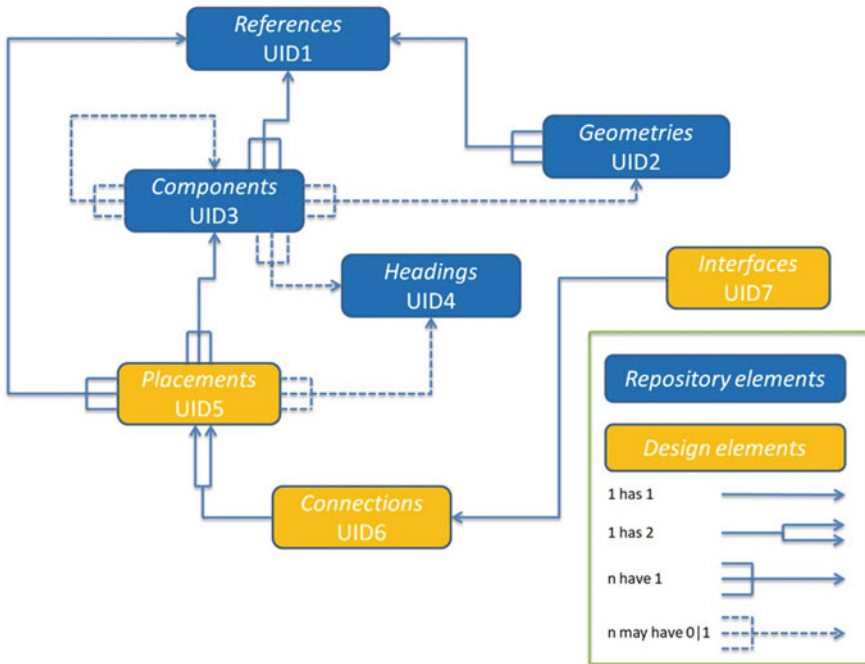 References
UID1
Geometries
UID2
Components
UID3
Headings
UID4
Interfaces
UID7
Placements
UID5
Connections
UID6
Repository elements
Design elements
1 has 1
1 has 2
n have 1
n may have 0|1